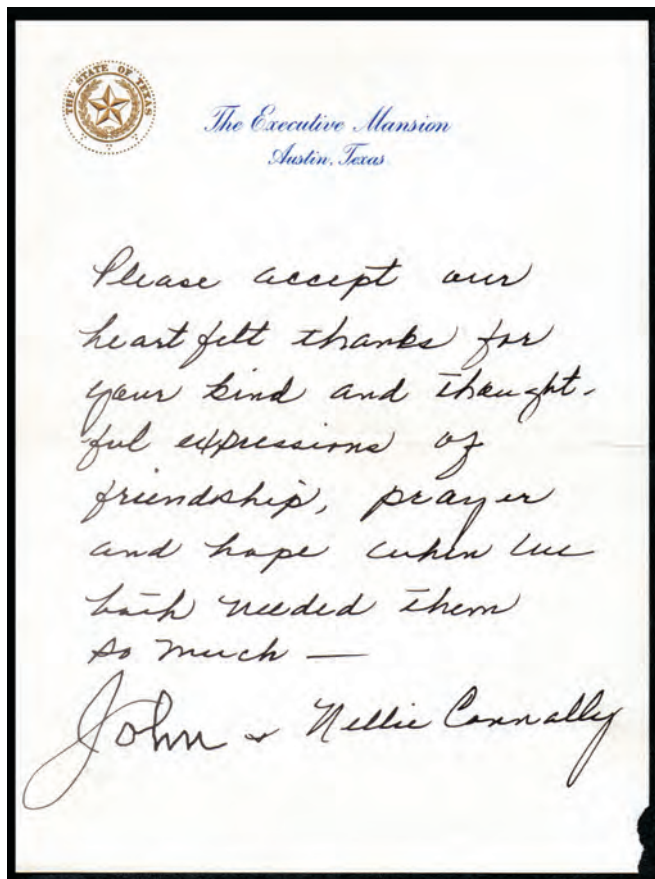 THE STATE OF TEXAS
The Executive Mansion
Austin, Texas
Please accept our
heartfelt thanks for
your kind and thought-
ful expressions of
friendship, prayer
and hope when we
both needed them
so much —
John & Nellie Connally